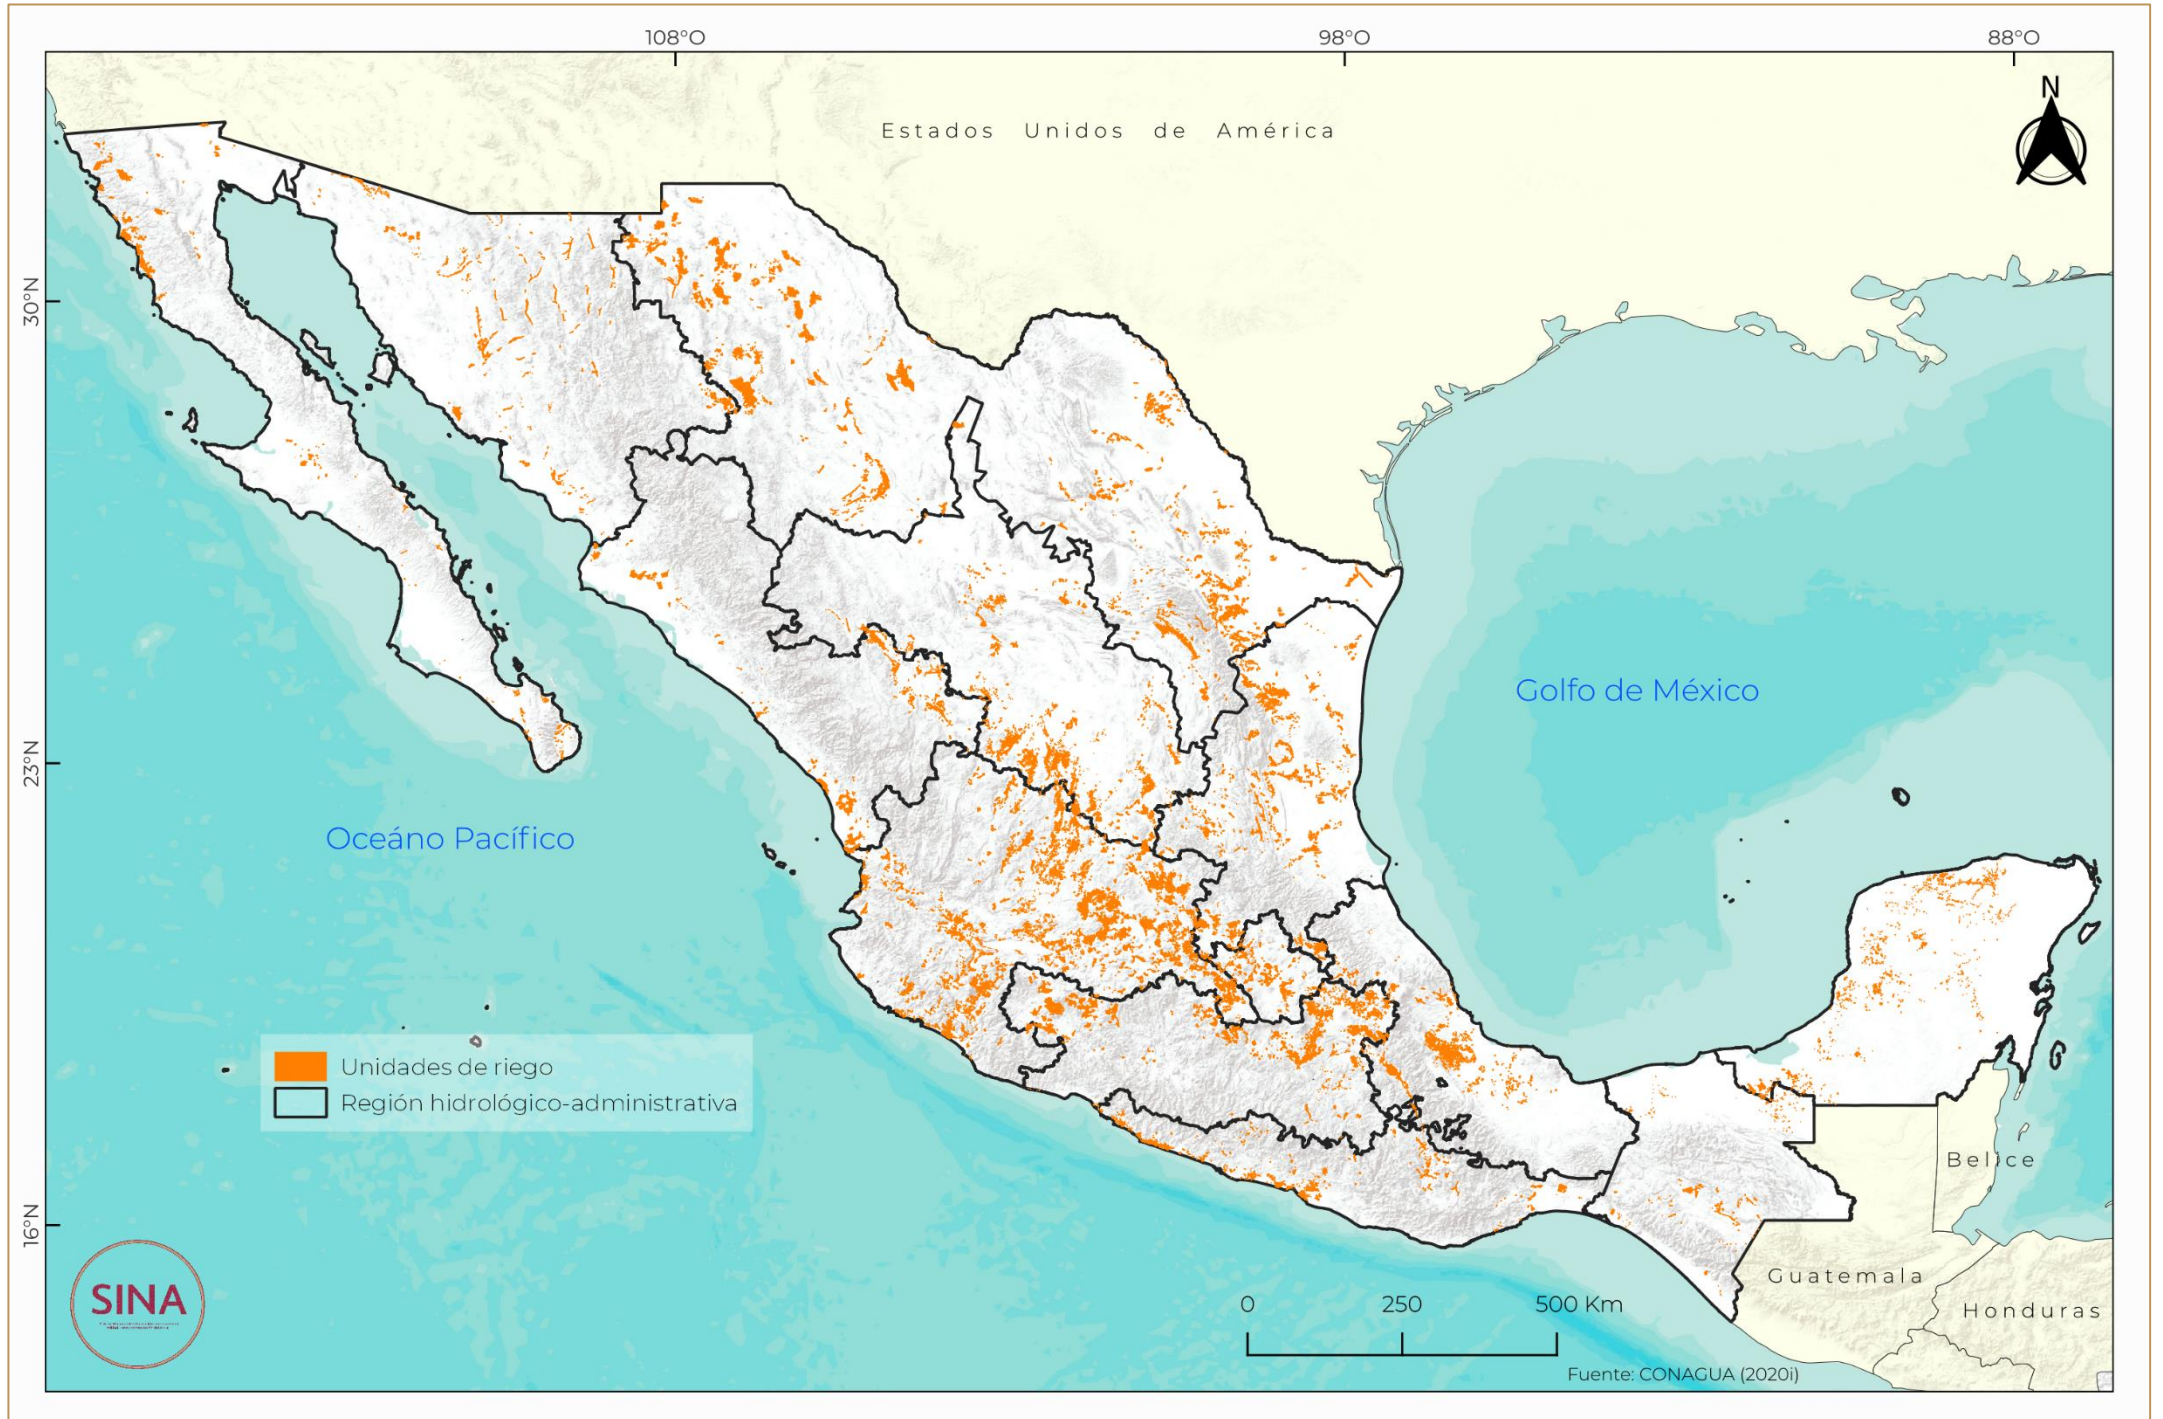 108°O
98°O
88°O
N
Estados Unidos de América
30°N
23°N
16°N
Golfo de México
Oceáno Pacífico
Unidades de riego
Región hidrológico-administrativa
Belice
Guatemala
Honduras
SINA
0
250
500 Km
Fuente: CONAGUA (2020i)